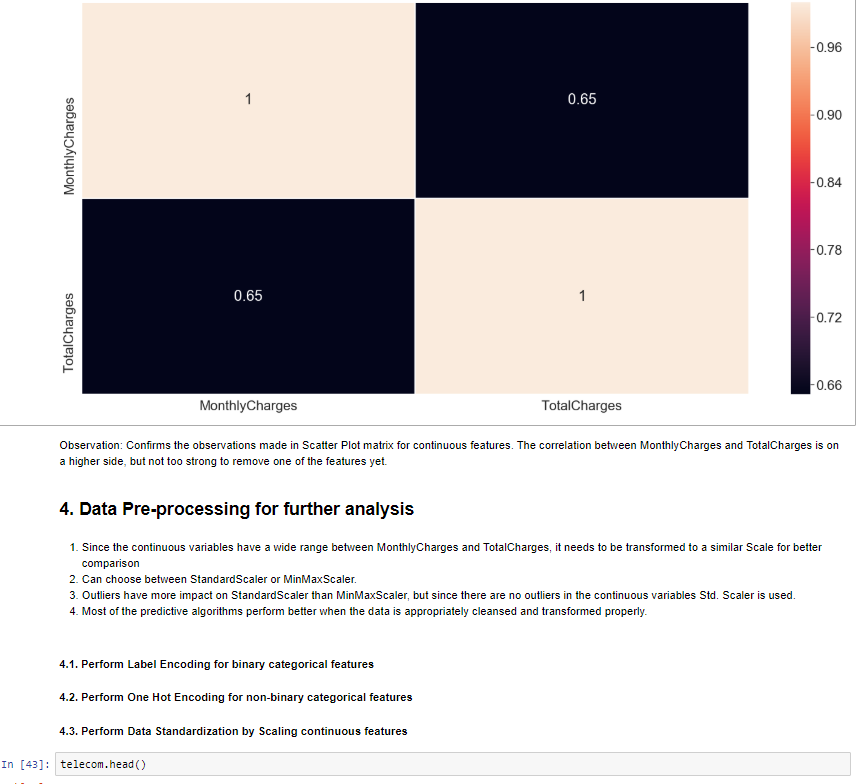 MonthlyCharges
1
0.65
0.96
0.90
0.84
0.78
0.72
0.66
TotalCharges
0.65
1
MonthlyCharges
TotalCharges
Observation: Confirms the observations made in Scatter Plot matrix for continuous features. The correlation between MonthlyCharges and TotalCharges is on
a higher side, but not too strong to remove one of the features yet.
4. Data Pre-processing for further analysis
1. Since the continuous variables have a wide range between MonthlyCharges and TotalCharges, it needs to be transformed to a similar Scale for better
comparison
2. Can choose between StandardScaler or MinMaxScaler.
3. Outliers have more impact on StandardScaler than MinMaxScaler, but since there are no outliers in the continuous variables Std. Scaler is used.
4. Most of the predictive algorithms perform better when the data is appropriately cleansed and transformed properly.
4.1. Perform Label Encoding for binary categorical features
4.2. Perform One Hot Encoding for non-binary categorical features
4.3. Perform Data Standardization by Scaling continuous features
In [43]: telecom.head()